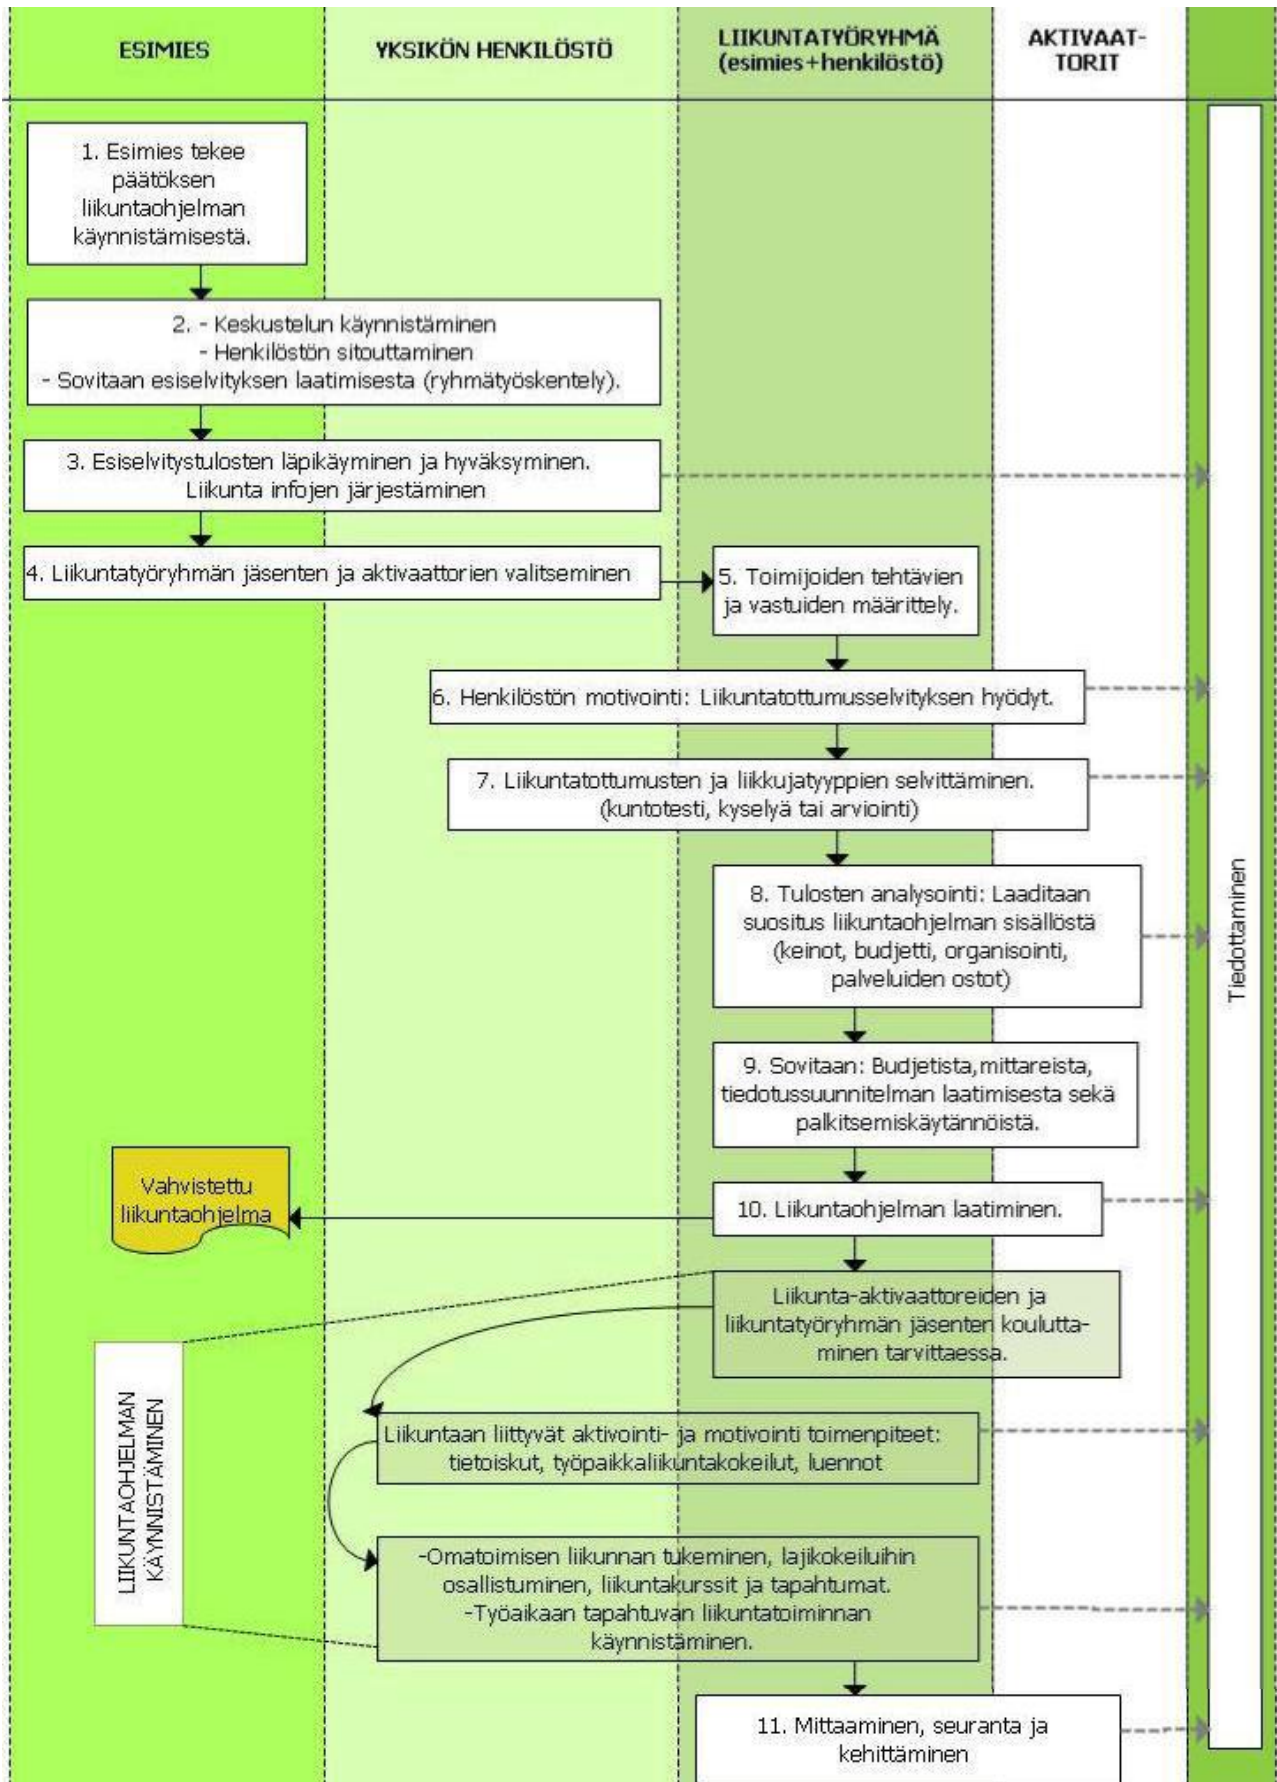 ESIMIES
YKSIKÖN HENKILÖSTÖ
LIIKUNTATYÖRYHMÄ
(esimies+henkilöstö)
AKTIVAAT-
TORIT
1. Esimies tekee
päätöksen
liikuntaohjelman
käynnistämisestä.
2. - Keskustelun käynnistäminen
- Henkilöstön sitouttaminen
- Sovitaan esiselvityksen laatimisesta (ryhmätyöskentely).
3. Esiselvitystulosten läpikäyminen ja hyväksyminen.
Liikunta infojen järjestäminen
4. Liikuntatyöryhmän jäsenten ja aktivaattorien valitseminen
5. Toimijoiden tehtävien
ja vastuiden määrittely.
6. Henkilöstön motivointi: Liikuntatottumusselvityksen hyödyt.
7. Liikuntatottumusten ja liikkujatyyppien selvittäminen.
(kuntotesti, kyselyä tai arviointi)
8. Tulosten analysointi: Laaditaan
suositus liikuntaohjelman sisällöstä
(keinot, budjetti, organisointi,
palveluiden ostot)
9. Sovitaan: Budjetista,mittareista,
tiedotussuunnitelman laatimisesta sekä
palkitsemiskäytännöistä.
Vahvistettu
liikuntaohjelma
10. Liikuntaohjelman laatiminen.
Liikunta-aktivaattoreiden ja
liikuntatyöryhmän jäsenten koulutta-
minen tarvittaessa.
LIIKUNTAOHJELMAN
KÄYNNISTÄMINEN
Liikuntaan liittyvät aktivointi- ja motivointi toimenpiteet:
tietoiskut, työpaikkaliikuntakokeilut, luennot
-Omatoimisen liikunnan tukeminen, lajikokeiluihin
osallistuminen, liikuntakurssit ja tapahtumat.
-Työaikaan tapahtuvan liikuntatoiminnan
käynnistäminen.
11. Mittaaminen, seuranta ja
kehittäminen
Tiedottaminen